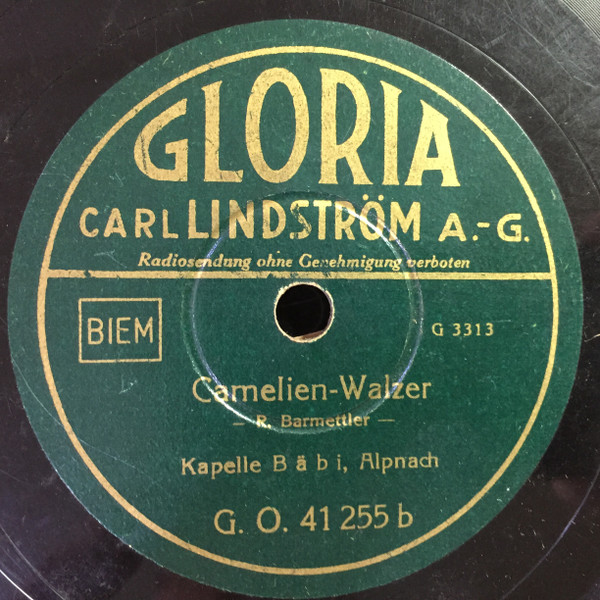 GLORIA
CARL LINDSTRÖM A.-G.
Radiosendung ohne Genehmigung verboten
BIEM
G 3313
Camelien-Walzer
— R. Barmettler —
Kapelle Bäbi, Alpnach
G. O. 41 255 b